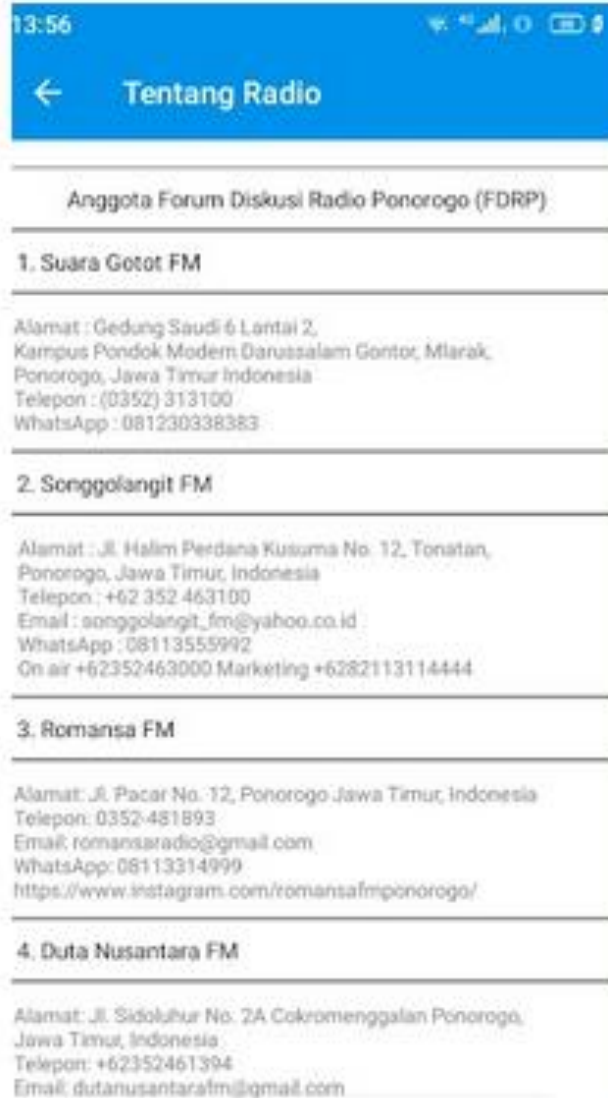 13:56
Tentang Radio
Anggota Forum Diskusi Radio Ponorogo (FDRP)
1. Suara Gotot FM
Alamat : Gedung Saudi 6 Lantai 2,
Kampus Pondok Modern Darussalam Gontor, Mlarak,
Ponorogo, Jawa Timur Indonesia
Telepon : (0352) 313100
WhatsApp : 081230338383
2. Songgolangit FM
Alamat : Jl. Halim Perdana Kusuma No. 12, Tonatan,
Ponorogo, Jawa Timur, Indonesia
Telepon : +62 352 463100
Email : songgolangit_fm@yahoo.co.id
WhatsApp : 08113555992
On air +62352463000 Marketing +6282113114444
3. Romansa FM
Alamat: Jl. Pacar No. 12, Ponorogo Jawa Timur, Indonesia
Telepon: 0352-481893
Email: romansaradio@gmail.com
WhatsApp: 08113314999
https://www.instagram.com/romansafmponorogo/
4. Duta Nusantara FM
Alamat: Jl. Sidoluhur No. 2A Cokromenggalan Ponorogo,
Jawa Timur, Indonesia
Telepon: +62352461394
Email: dutanusantarafm@gmail.com